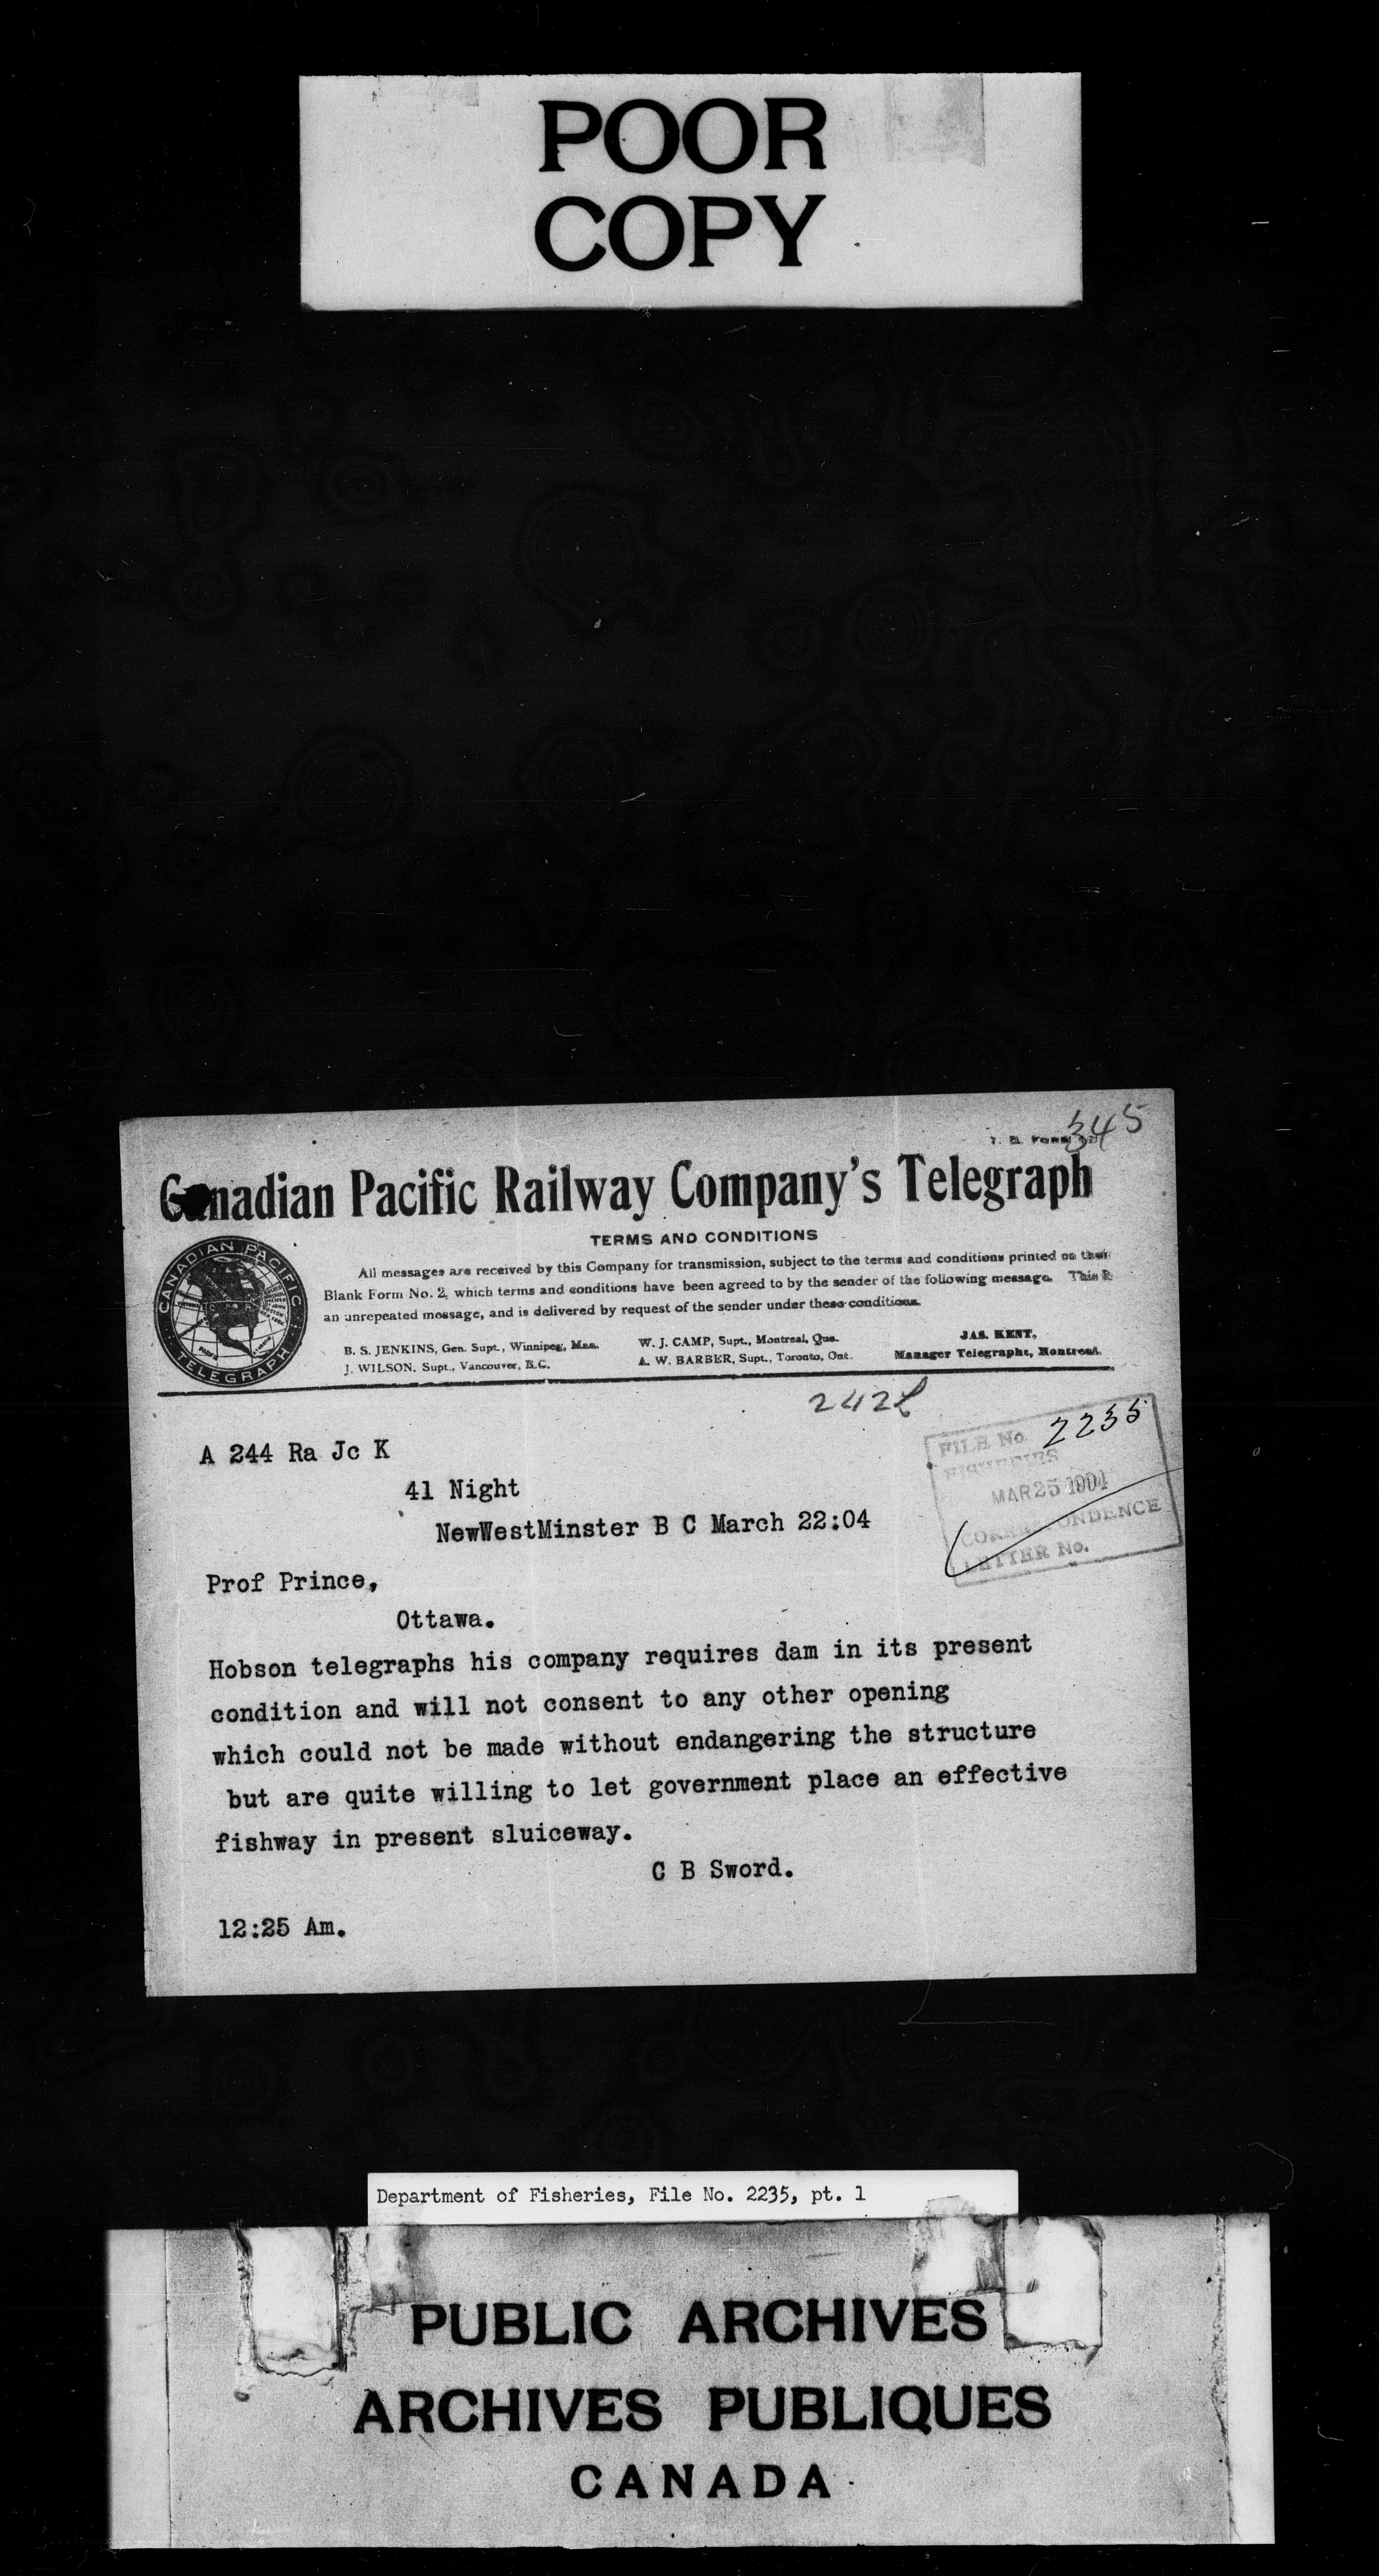 POOR
COPY
345
T. D. FORM
Canadian Pacific Railway Company's Telegraph
TERMS AND CONDITIONS
CANADIAN PACIFIC
TELEGRAPH
All messages are received by this Company for transmission, subject to the terms and conditions printed on their
Blank Form No. 2, which terms and conditions have been agreed to by the sender of the following message. This is
an unrepeated message, and is delivered by request of the sender under these conditions.
B. S. JENKINS, Gen. Supt., Winnipeg, Man.
J. WILSON, Supt., Vancouver, B.C.
W. J. CAMP, Supt., Montreal, Que.
A. W. BARBER, Supt., Toronto, Ont.
JAS. KENT,
Manager Telegraphs, Montreal.
FILE No. 2235
FISHERIES
MAR 25 1904
CORRESPONDENCE
LETTER No.
A 244 Ra Jc K
41 Night
NewWestMinster B C March 22:04
Prof Prince,
Ottawa.
Hobson telegraphs his company requires dam in its present
condition and will not consent to any other opening
which could not be made without endangering the structure
but are quite willing to let government place an effective
fishway in present sluiceway.
C B Sword.
12:25 Am.
Department of Fisheries, File No. 2235, pt. 1
PUBLIC ARCHIVES
ARCHIVES PUBLIQUES
CANADA